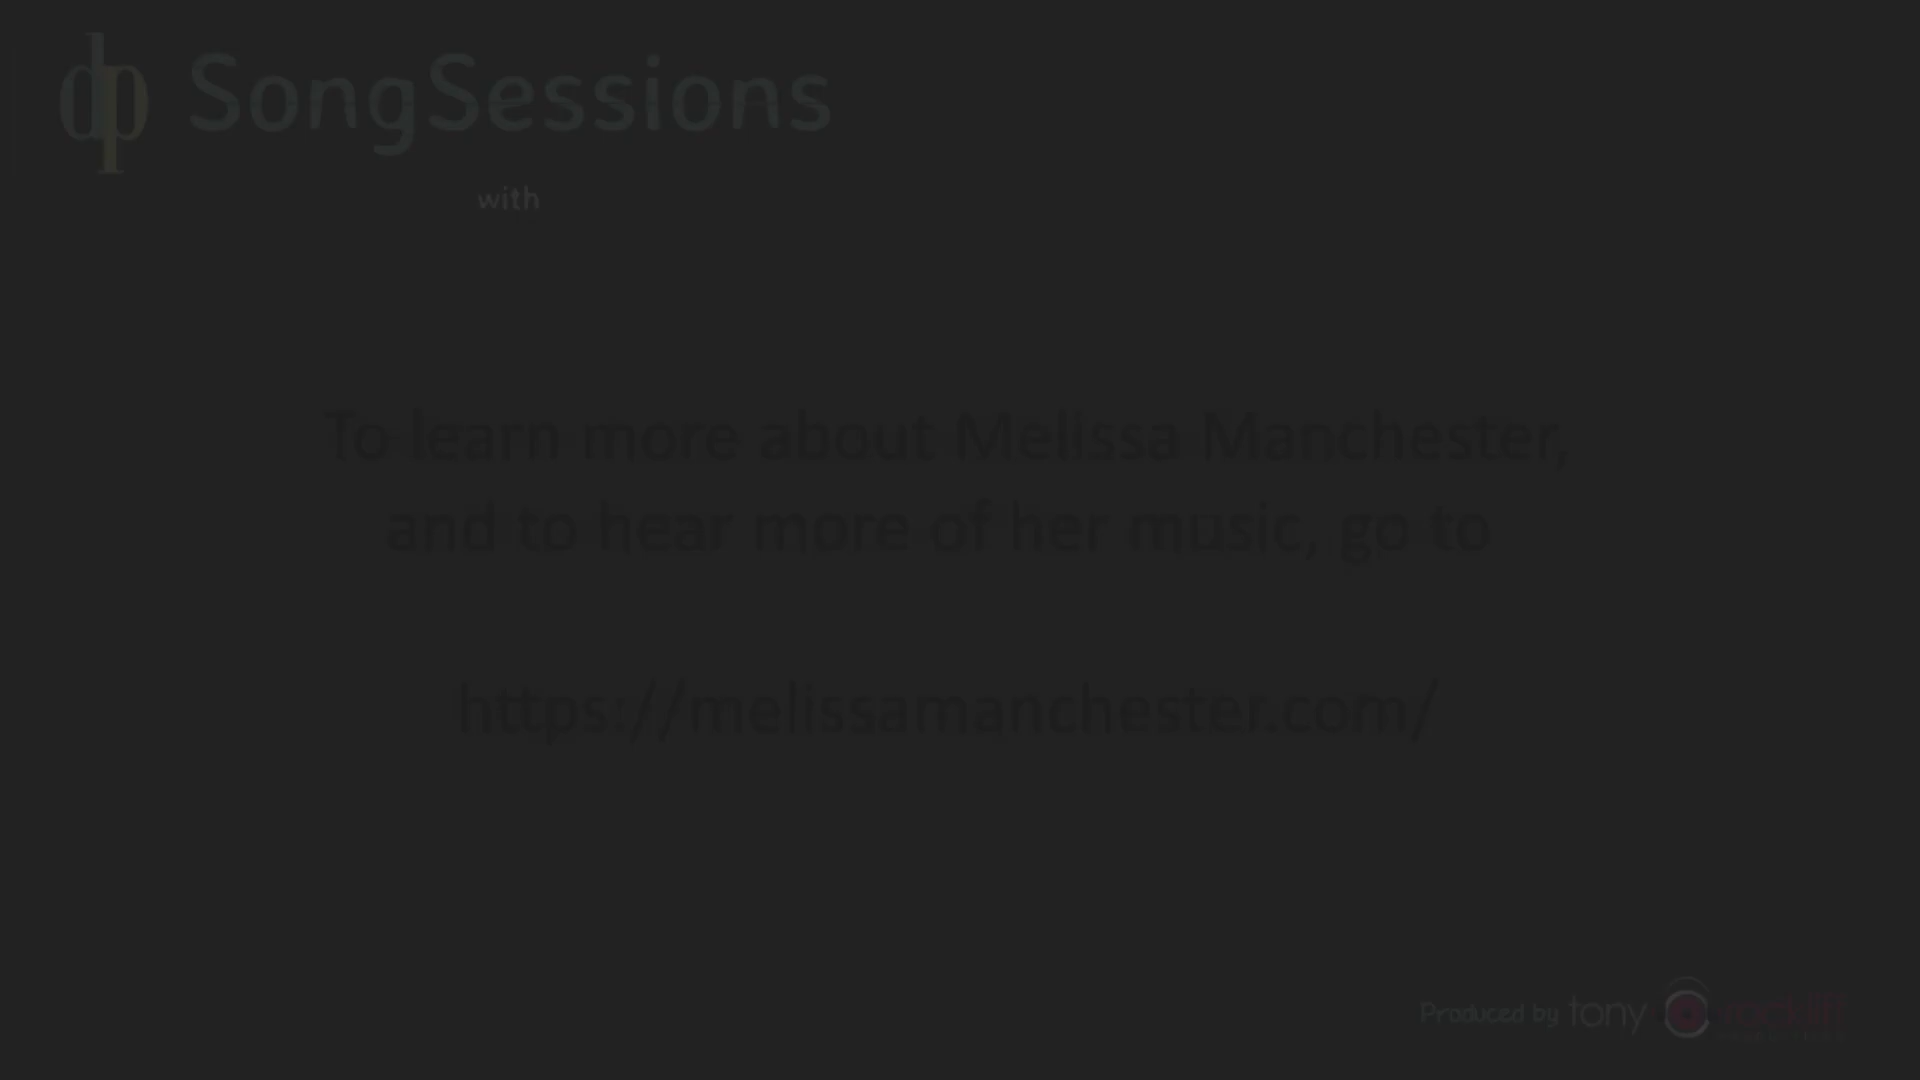 dp SongSessions
with
To learn more about Melissa Manchester,
and to hear more of her music, go to
https://melissamanchester.com/
Produced by tony